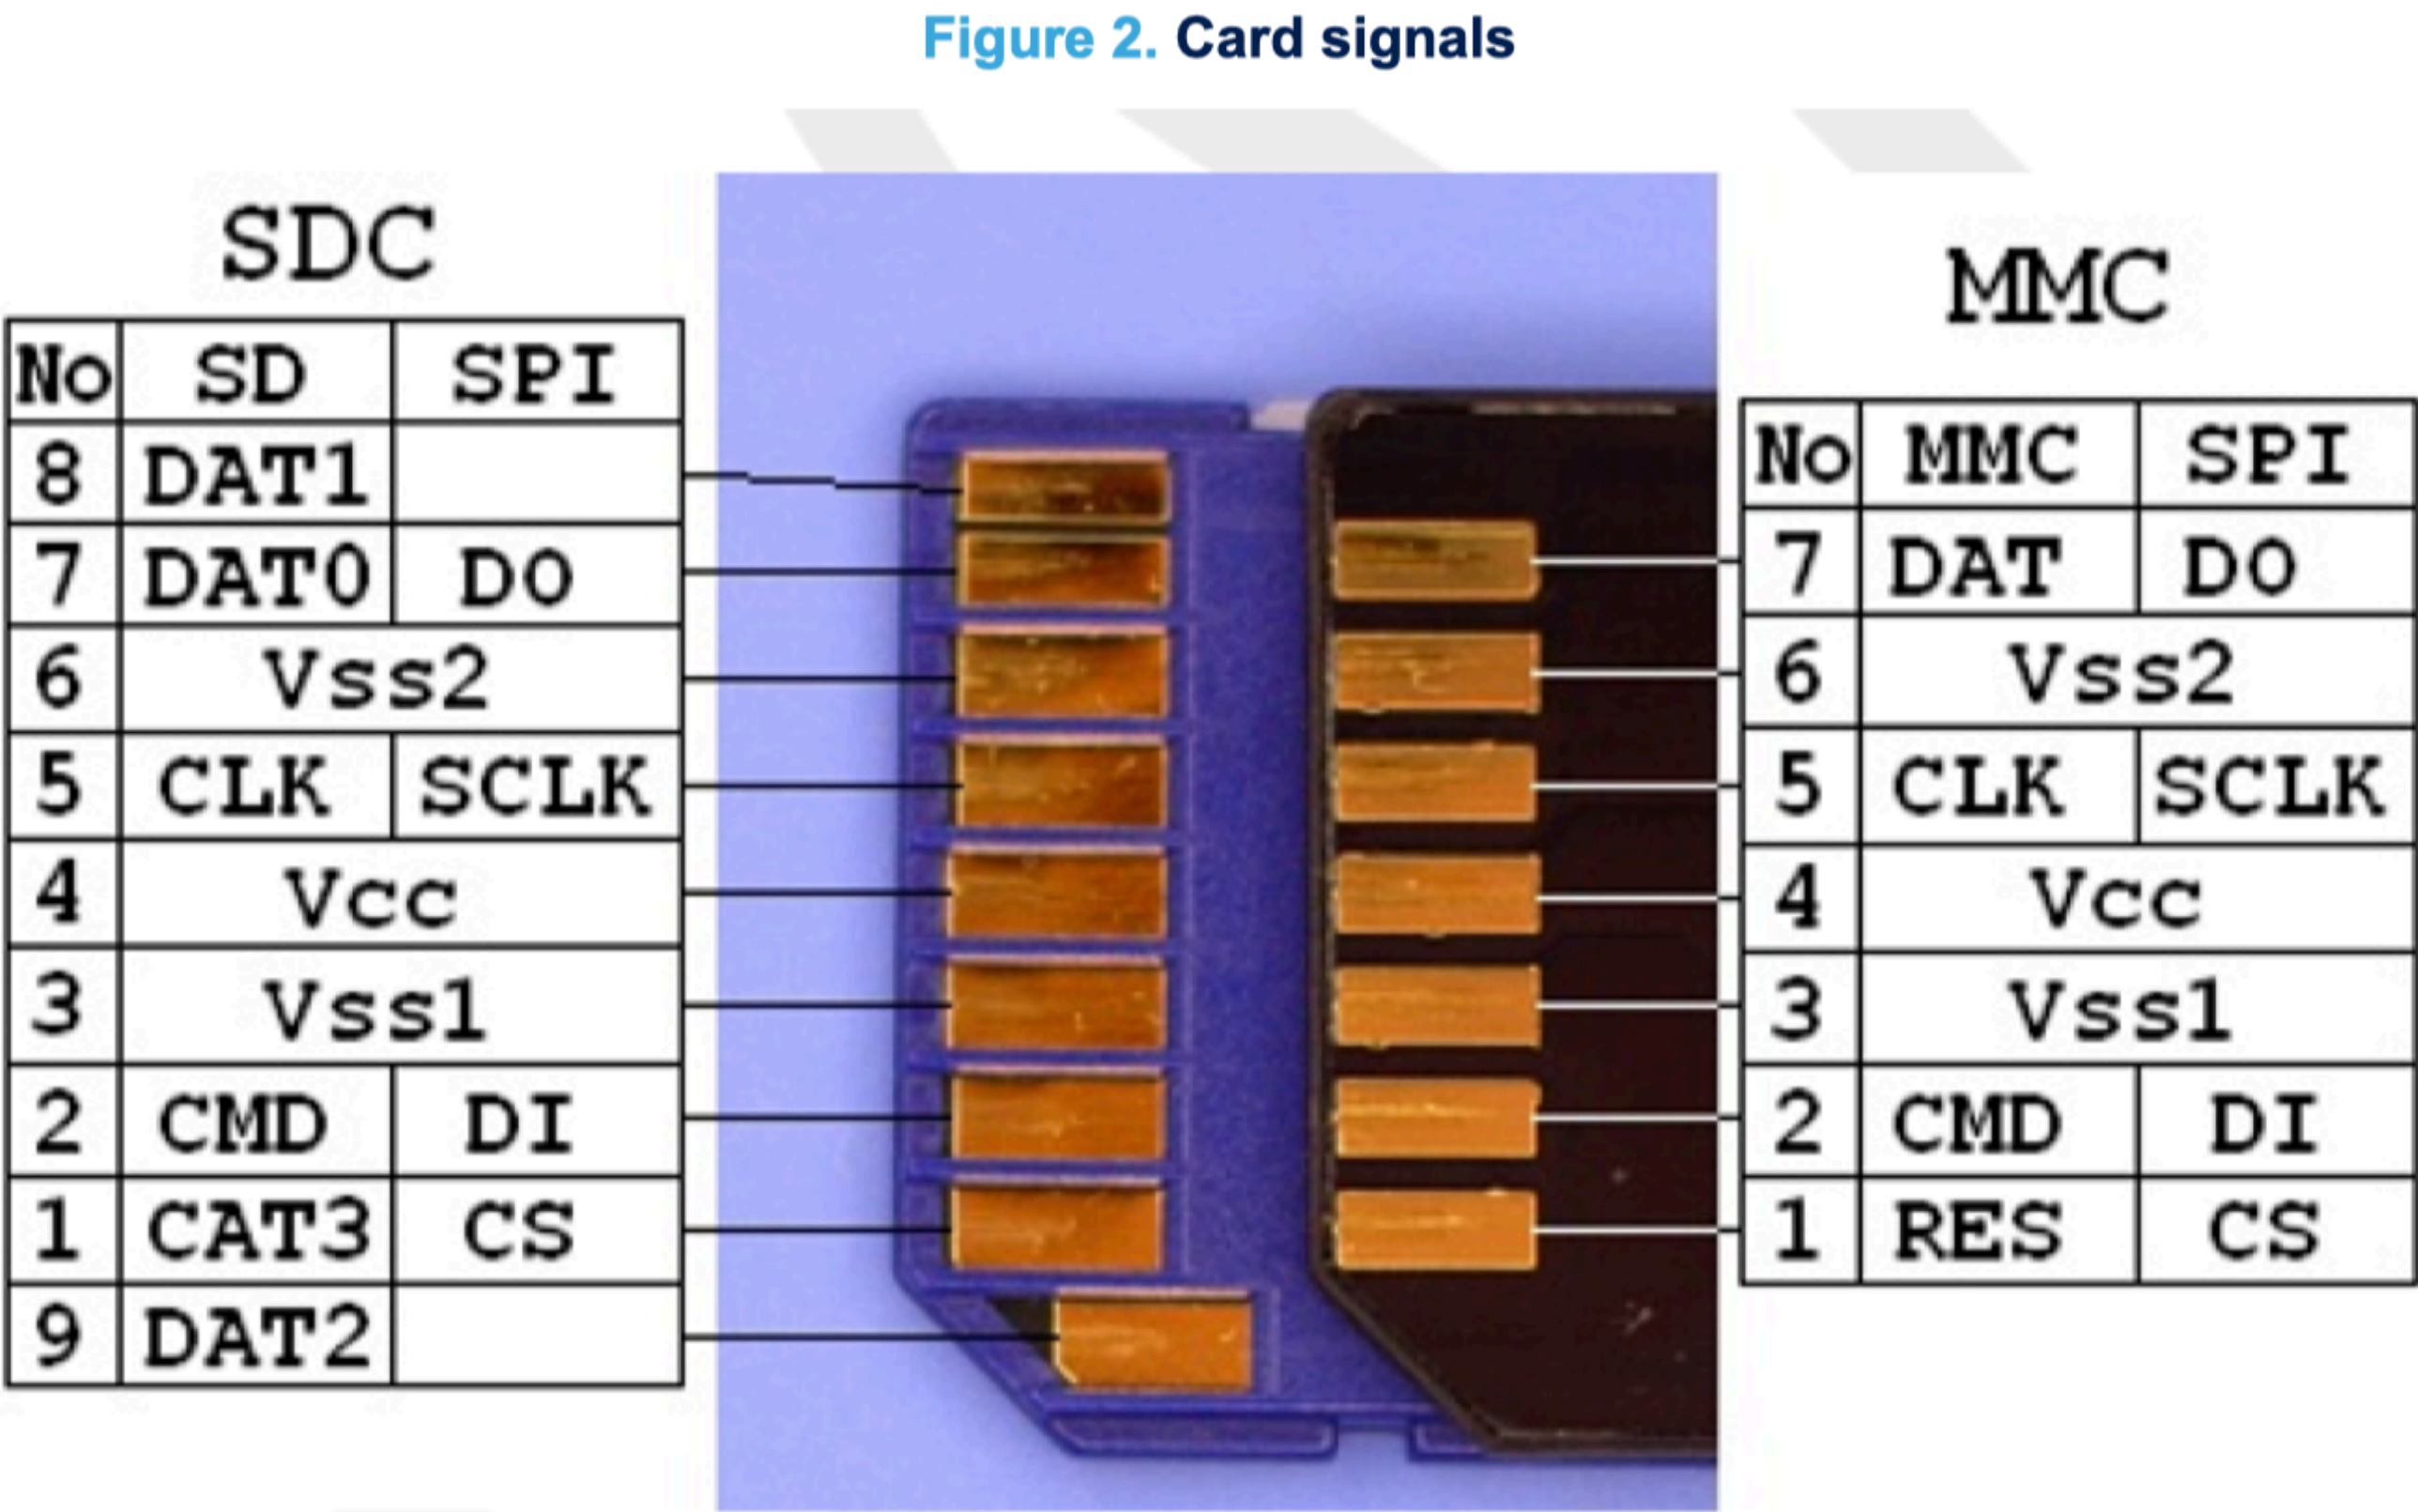 Figure 2. Card signals
SDC
No SD SPI
8 DAT1
7 DAT0 DO
6 Vss2
5 CLK SCLK
4 Vcc
3 Vss1
2 CMD DI
1 CAT3 CS
9 DAT2
MMC
No MMC SPI
7 DAT DO
6 Vss2
5 CLK SCLK
4 Vcc
3 Vss1
2 CMD DI
1 RES CS